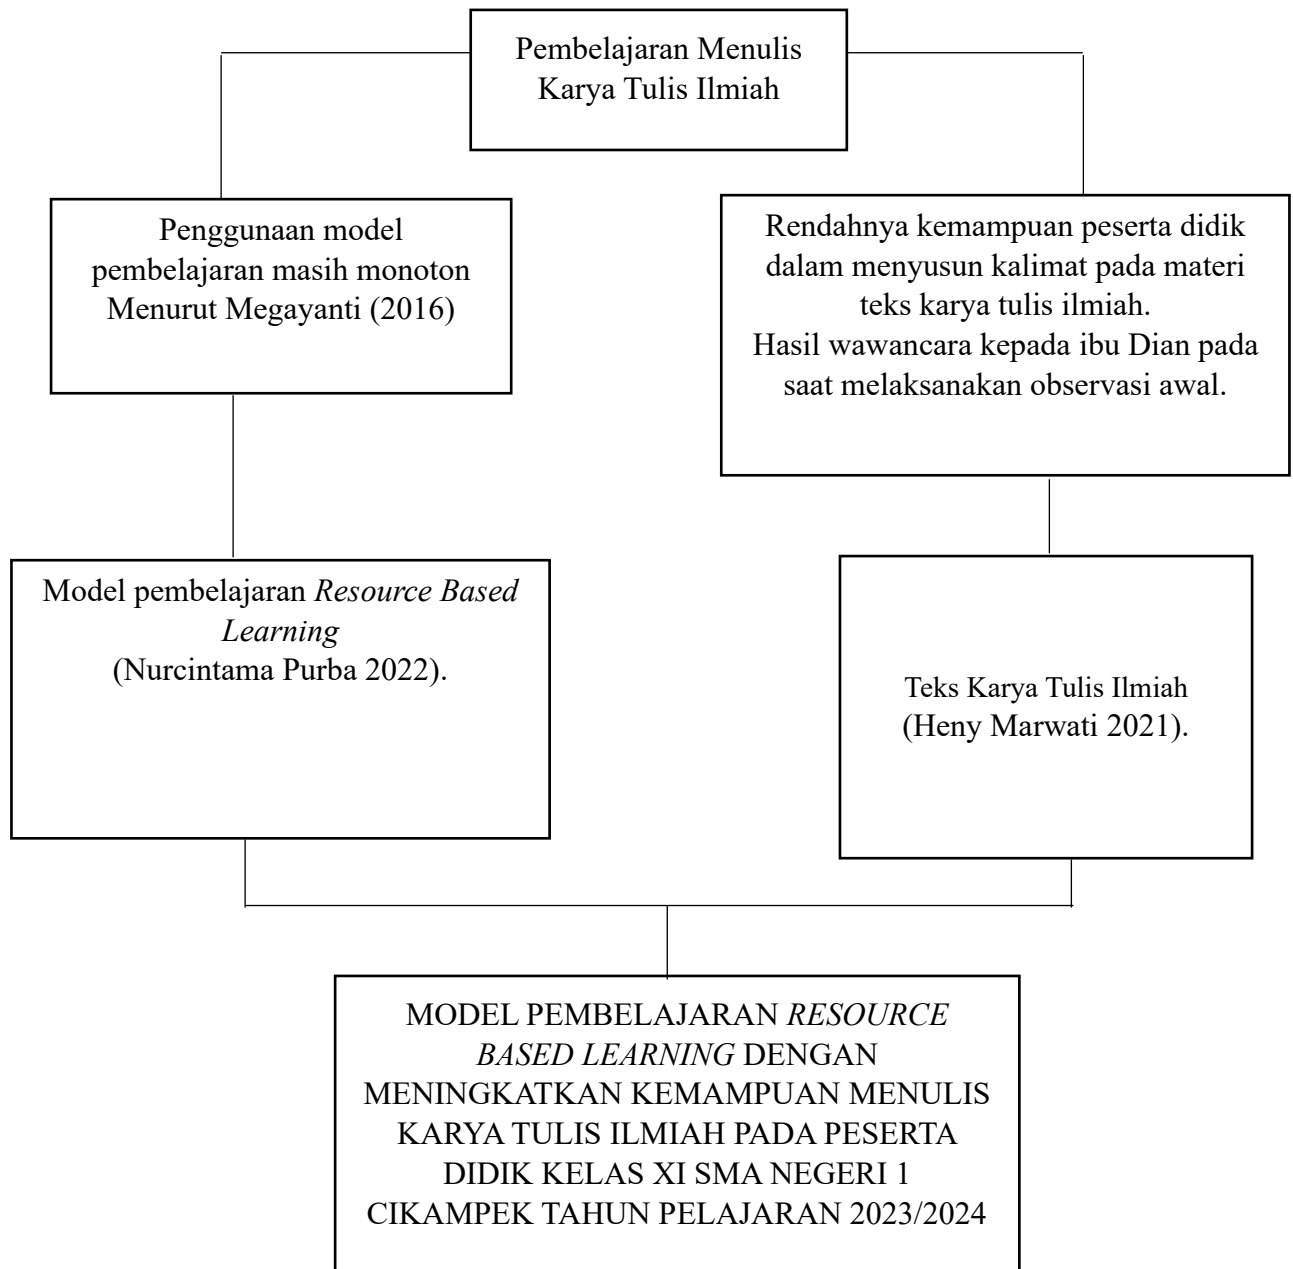 Pembelajaran Menulis
Karya Tulis Ilmiah
Penggunaan model
pembelajaran masih monoton
Menurut Megayanti (2016)
Rendahnya kemampuan peserta didik
dalam menyusun kalimat pada materi
teks karya tulis ilmiah.
Hasil wawancara kepada ibu Dian pada
saat melaksanakan observasi awal.
Model pembelajaran Resource Based
Learning
(Nurcintama Purba 2022).
Teks Karya Tulis Ilmiah
(Heny Marwati 2021).
MODEL PEMBELAJARAN RESOURCE
BASED LEARNING DENGAN
MENINGKATKAN KEMAMPUAN MENULIS
KARYA TULIS ILMIAH PADA PESERTA
DIDIK KELAS XI SMA NEGERI 1
CIKAMPEK TAHUN PELAJARAN 2023/2024